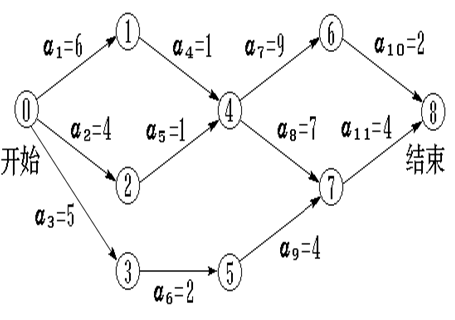 1
6
a1=6
a4=1
a7=9
a10=2
0
4
8
开始
a2=4
a5=1
a8=7
a11=4
结束
2
7
a3=5
a9=4
3
5
a6=2